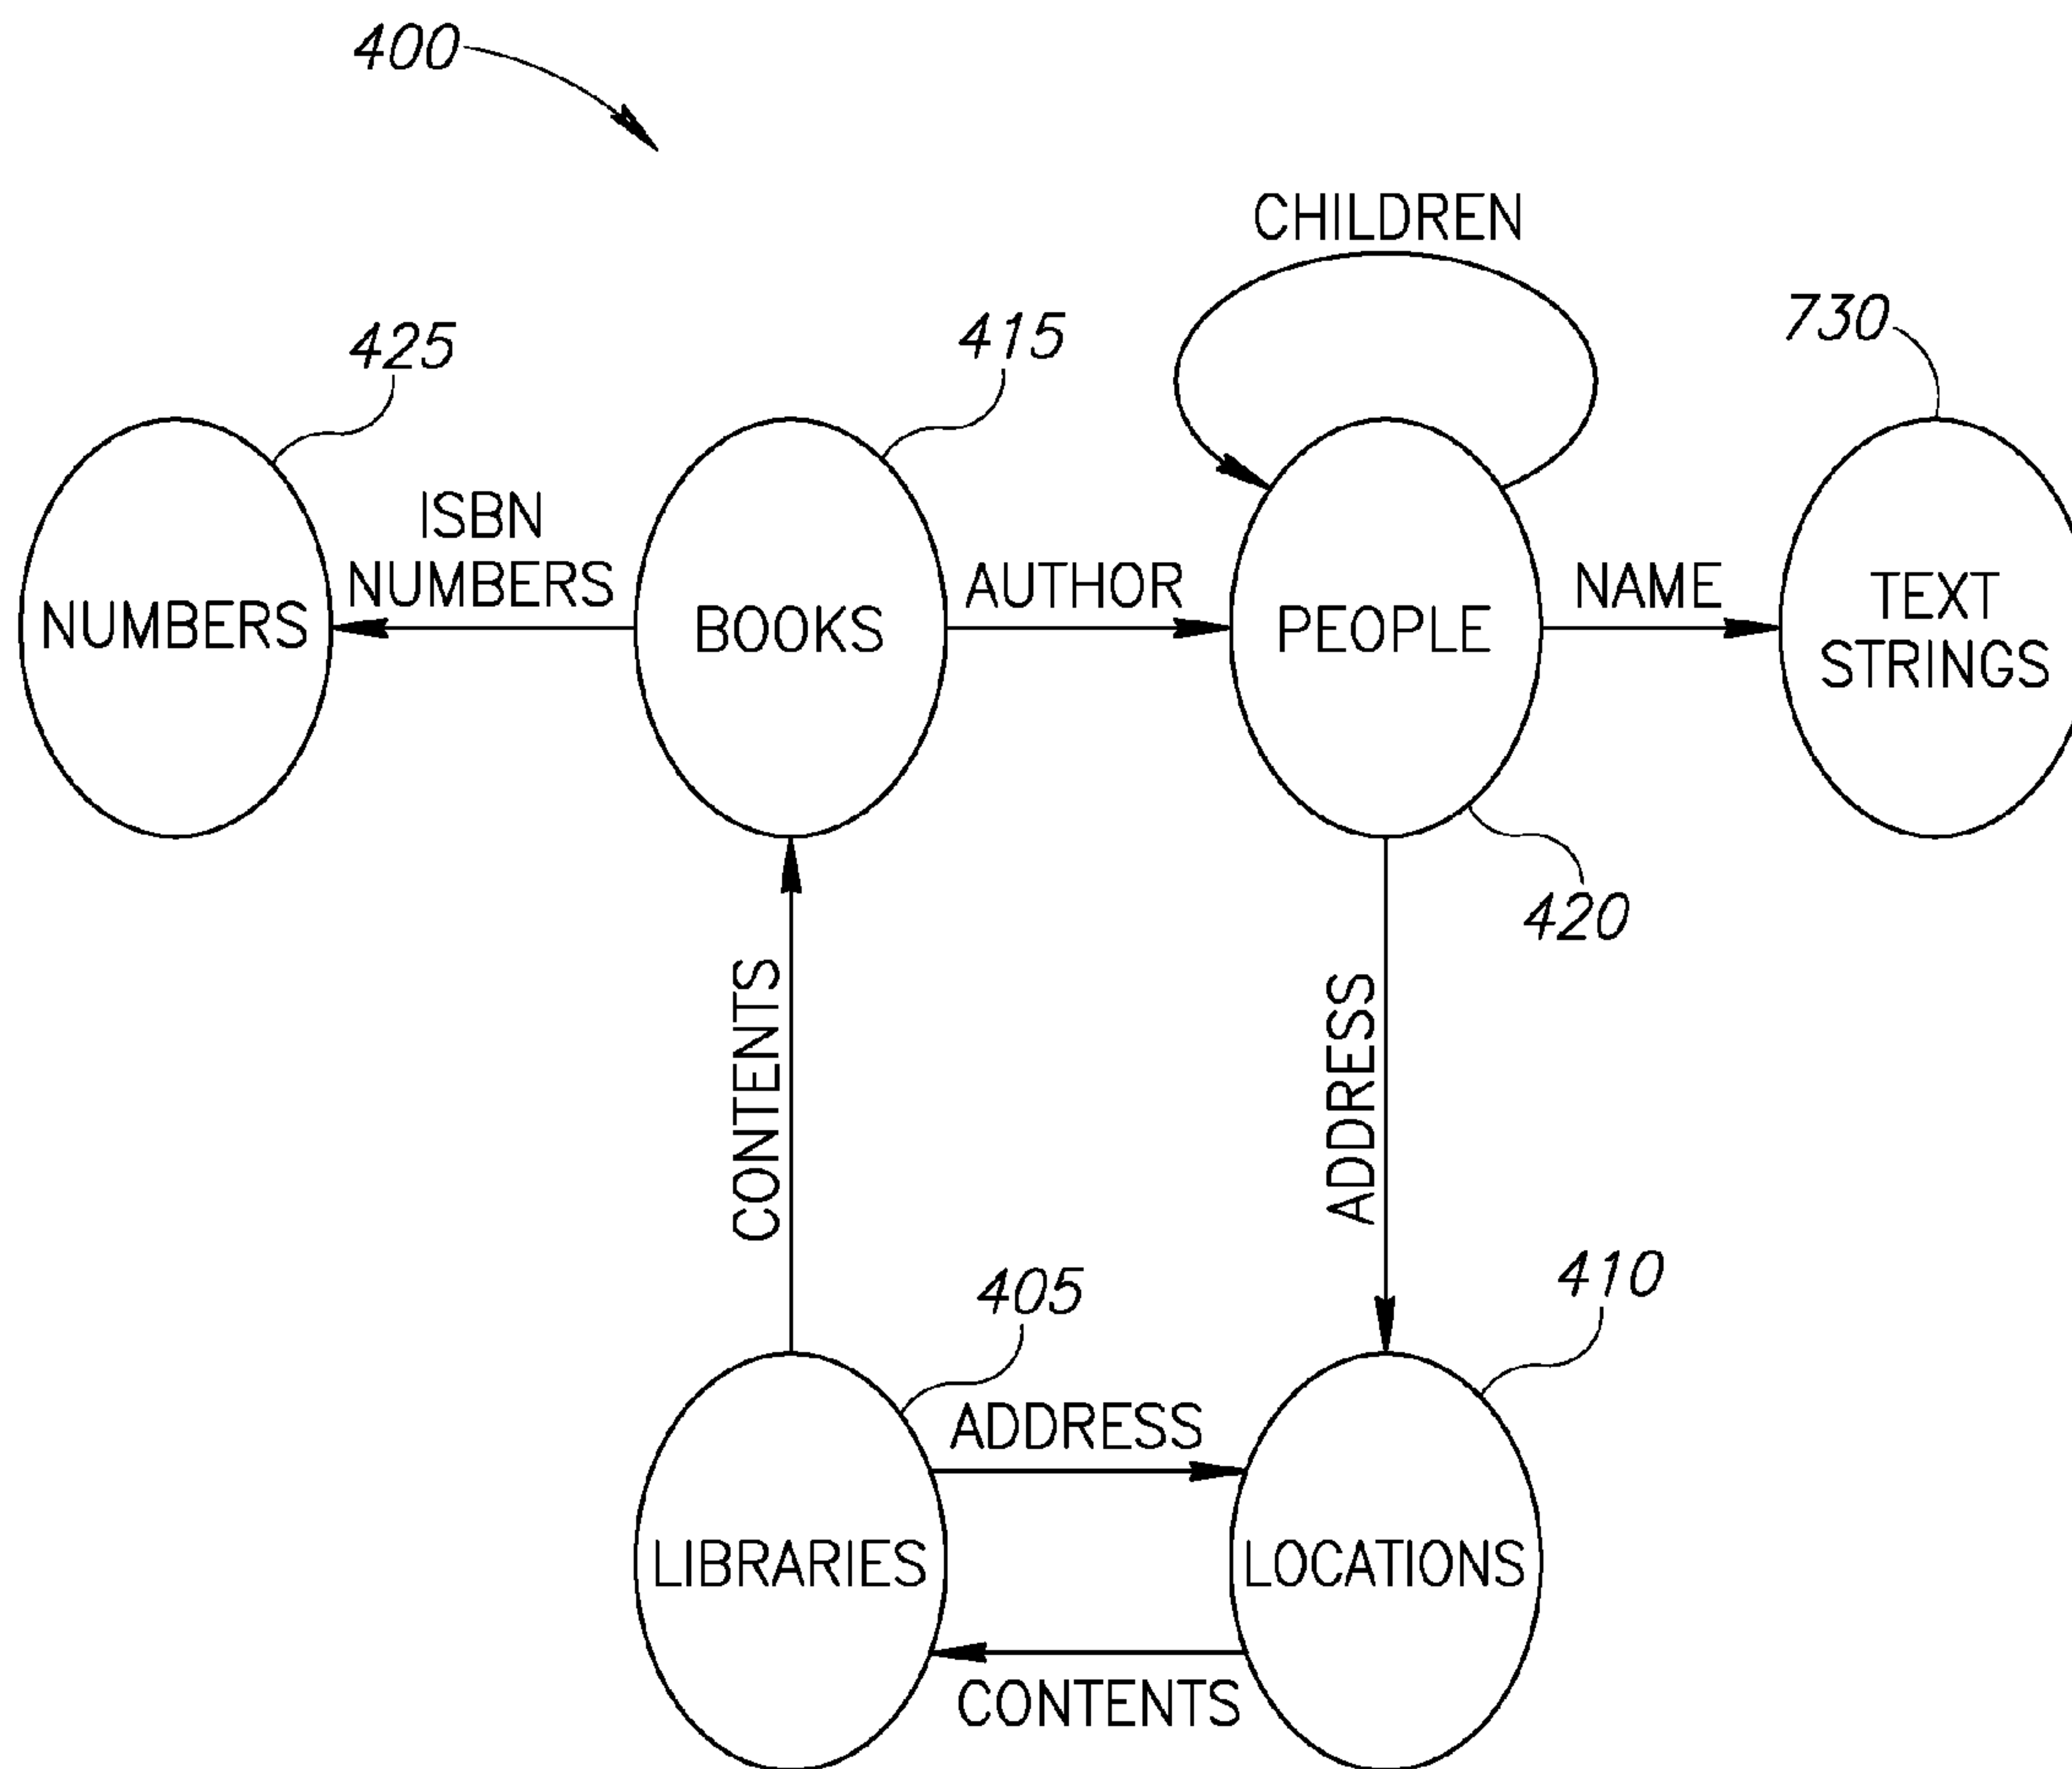 400
CHILDREN
425
415
730
ISBN
NUMBERS
NUMBERS
BOOKS
AUTHOR
PEOPLE
NAME
TEXT
STRINGS
420
CONTENTS
ADDRESS
405
410
ADDRESS
LIBRARIES
LOCATIONS
CONTENTS